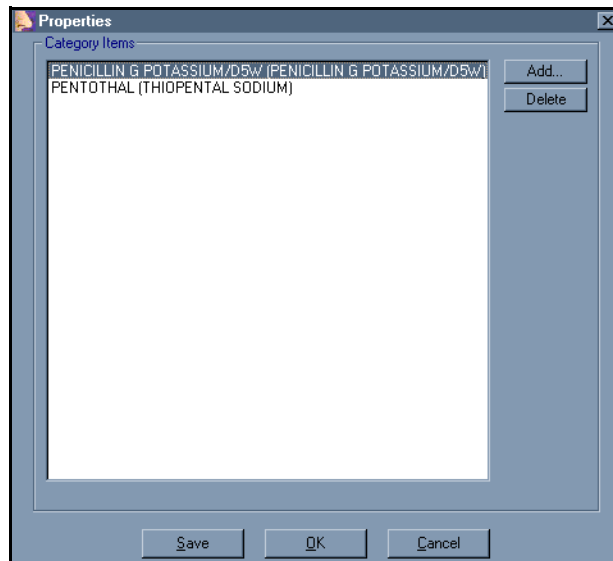 Properties
Category Items
PENICILLIN G POTASSIUM/D5W (PENICILLIN G POTASSIUM/D5W)
PENTOTHAL (THIOPENTAL SODIUM)
Add...
Delete
Save
OK
Cancel